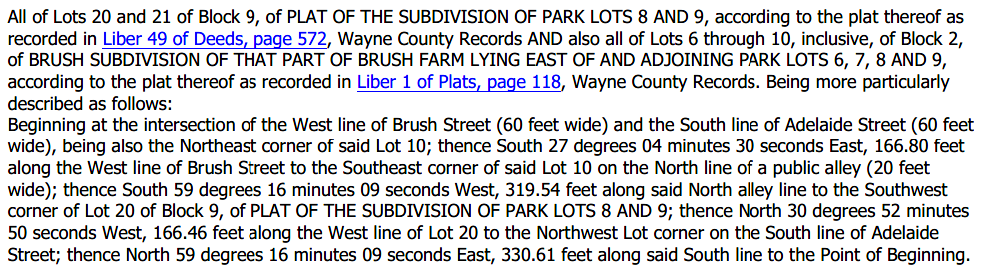 All of Lots 20 and 21 of Block 9, of PLAT OF THE SUBDIVISION OF PARK LOTS 8 AND 9, according to the plat thereof as
recorded in Liber 49 of Deeds, page 572, Wayne County Records AND also all of Lots 6 through 10, inclusive, of Block 2,
of BRUSH SUBDIVISION OF THAT PART OF BRUSH FARM LYING EAST OF AND ADJOINING PARK LOTS 6, 7, 8 AND 9,
according to the plat thereof as recorded in Liber 1 of Plats, page 118, Wayne County Records. Being more particularly
described as follows:
Beginning at the intersection of the West line of Brush Street (60 feet wide) and the South line of Adelaide Street (60 feet
wide), being also the Northeast corner of said Lot 10; thence South 27 degrees 04 minutes 30 seconds East, 166.80 feet
along the West line of Brush Street to the Southeast corner of said Lot 10 on the North line of a public alley (20 feet
wide); thence South 59 degrees 16 minutes 09 seconds West, 319.54 feet along said North alley line to the Southwest
corner of Lot 20 of Block 9, of PLAT OF THE SUBDIVISION OF PARK LOTS 8 AND 9; thence North 30 degrees 52 minutes
50 seconds West, 166.46 feet along the West line of Lot 20 to the Northwest Lot corner on the South line of Adelaide
Street; thence North 59 degrees 16 minutes 09 seconds East, 330.61 feet along said South line to the Point of Beginning.